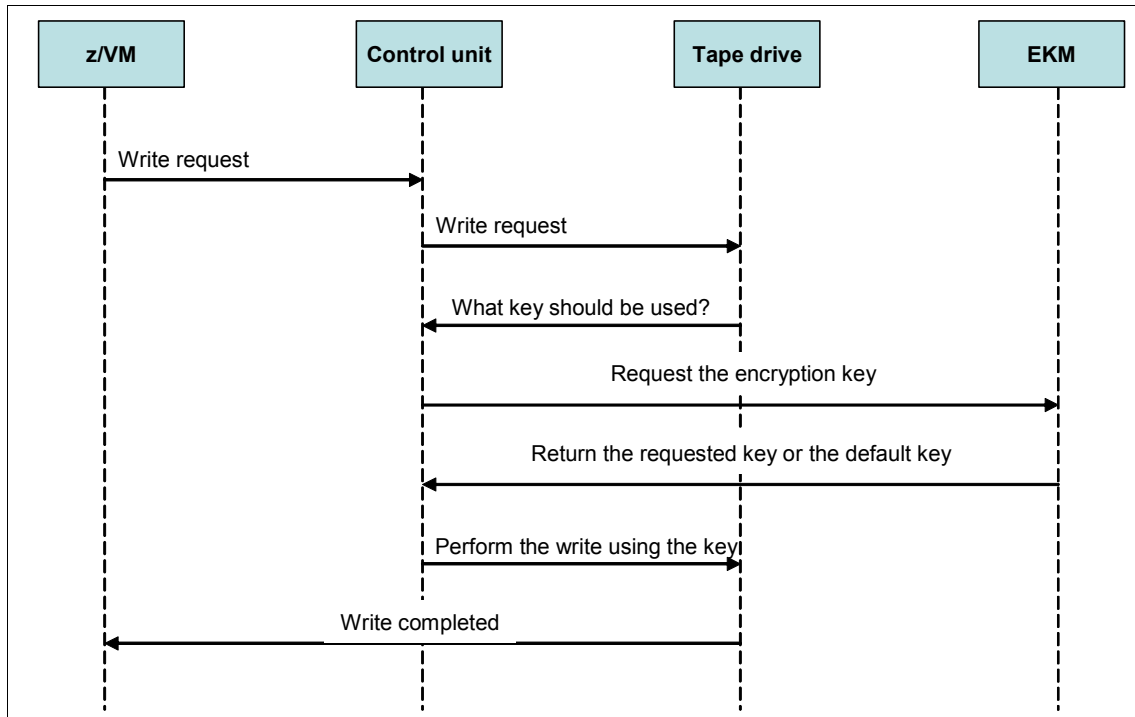 z/VM
Control unit
Tape drive
EKM
Write request
Write request
What key should be used?
Request the encryption key
Return the requested key or the default key
Perform the write using the key
Write completed